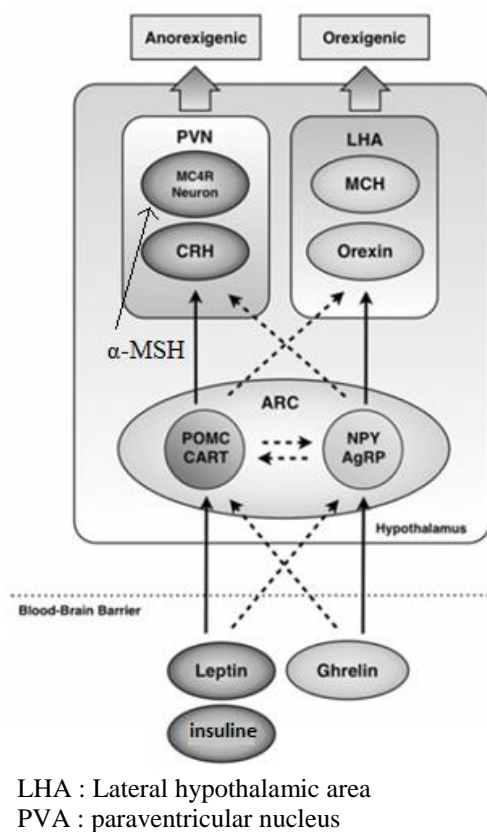 Anorexigenic
Orexigenic
PVN
LHA
MC4R
Neuron
MCH
CRH
Orexin
α-MSH
ARC
POMC
CART
NPY
AgRP
Hypothalamus
Blood-Brain Barrier
Leptin
Ghrelin
insuline
LHA : Lateral hypothalamic area
PVA : paraventricular nucleus